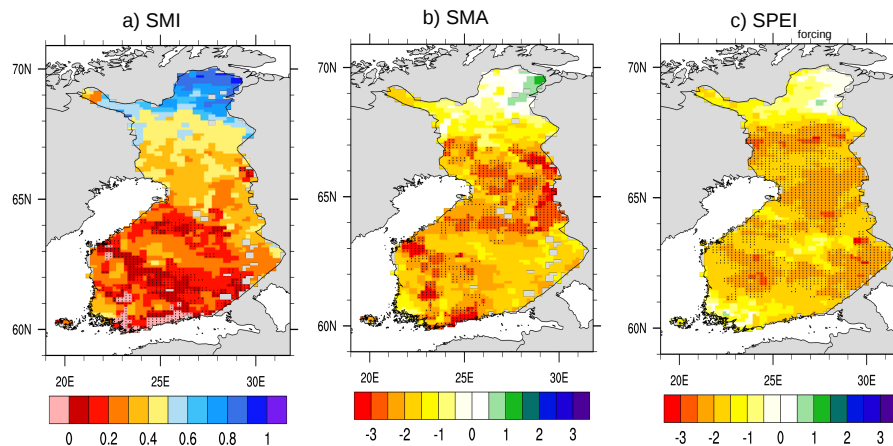 a) SMI
b) SMA
c) SPEI forcing
70N
65N
60N
20E 25E 30E
0 0.2 0.4 0.6 0.8 1
70N
65N
60N
20E 25E 30E
-3 -2 -1 0 1 2 3
70N
65N
60N
20E 25E 30E
-3 -2 -1 0 1 2 3